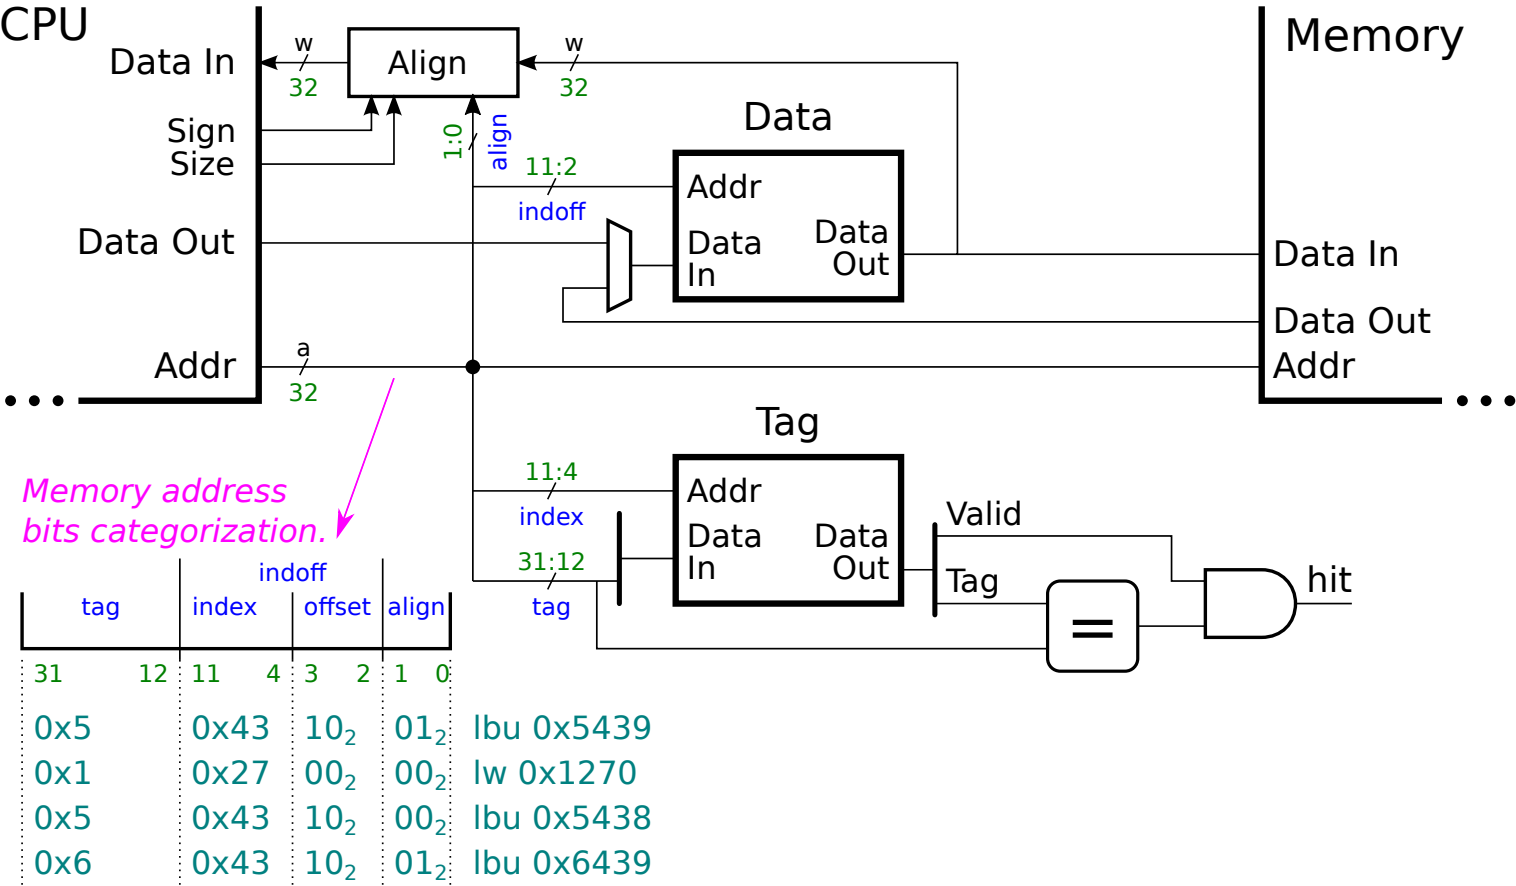 CPU
Memory
Data In
w
32
Align
w
32
Sign
Size
1:0
align
Data
11:2
indoff
Addr
Data
In
Data
Out
Data Out
Data In
Data Out
Addr
a
32
Addr
Tag
11:4
index
Addr
Data
In
Data
Out
31:12
tag
Valid
Tag
=
hit
Memory address
bits categorization.
indoff
tag index offset align
31 12 11 4 3 2 1 0
0x5 0x43 10₂ 01₂ lbu 0x5439
0x1 0x27 00₂ 00₂ lw 0x1270
0x5 0x43 10₂ 00₂ lbu 0x5438
0x6 0x43 10₂ 01₂ lbu 0x6439